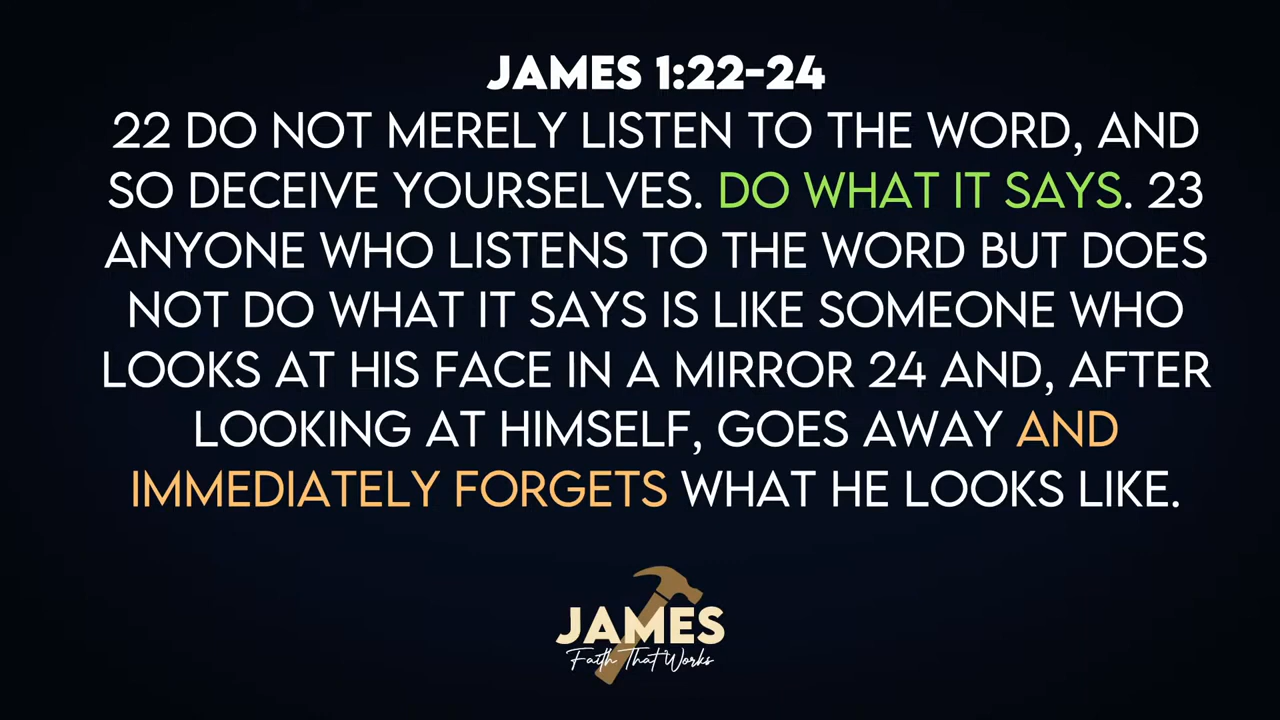 JAMES 1:22-24
22 DO NOT MERELY LISTEN TO THE WORD, AND
SO DECEIVE YOURSELVES. DO WHAT IT SAYS. 23
ANYONE WHO LISTENS TO THE WORD BUT DOES
NOT DO WHAT IT SAYS IS LIKE SOMEONE WHO
LOOKS AT HIS FACE IN A MIRROR 24 AND, AFTER
LOOKING AT HIMSELF, GOES AWAY AND
IMMEDIATELY FORGETS WHAT HE LOOKS LIKE.
JAMES
Faith That Works